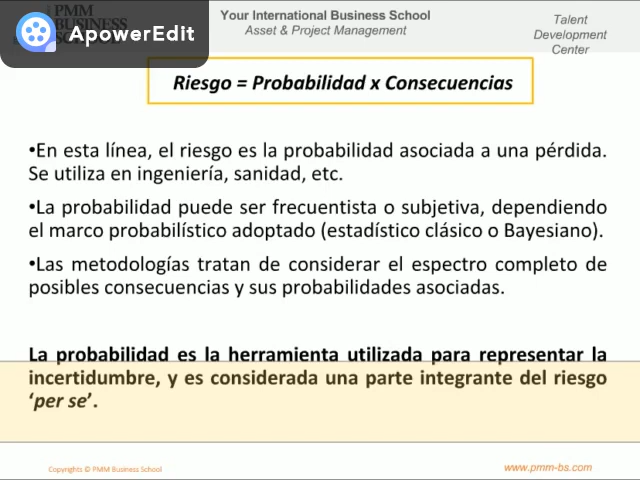 PMM
BUSINESS
SCHOOL
ApowerEdit
Your International Business School
Asset & Project Management
Talent
Development
Center
Riesgo = Probabilidad x Consecuencias
•En esta línea, el riesgo es la probabilidad asociada a una pérdida.
Se utiliza en ingeniería, sanidad, etc.
•La probabilidad puede ser frecuentista o subjetiva, dependiendo
el marco probabilístico adoptado (estadístico clásico o Bayesiano).
•Las metodologías tratan de considerar el espectro completo de
posibles consecuencias y sus probabilidades asociadas.
La probabilidad es la herramienta utilizada para representar la
incertidumbre, y es considerada una parte integrante del riesgo
‘per se’.
Copyrights © PMM Business School
www.pmm-bs.com